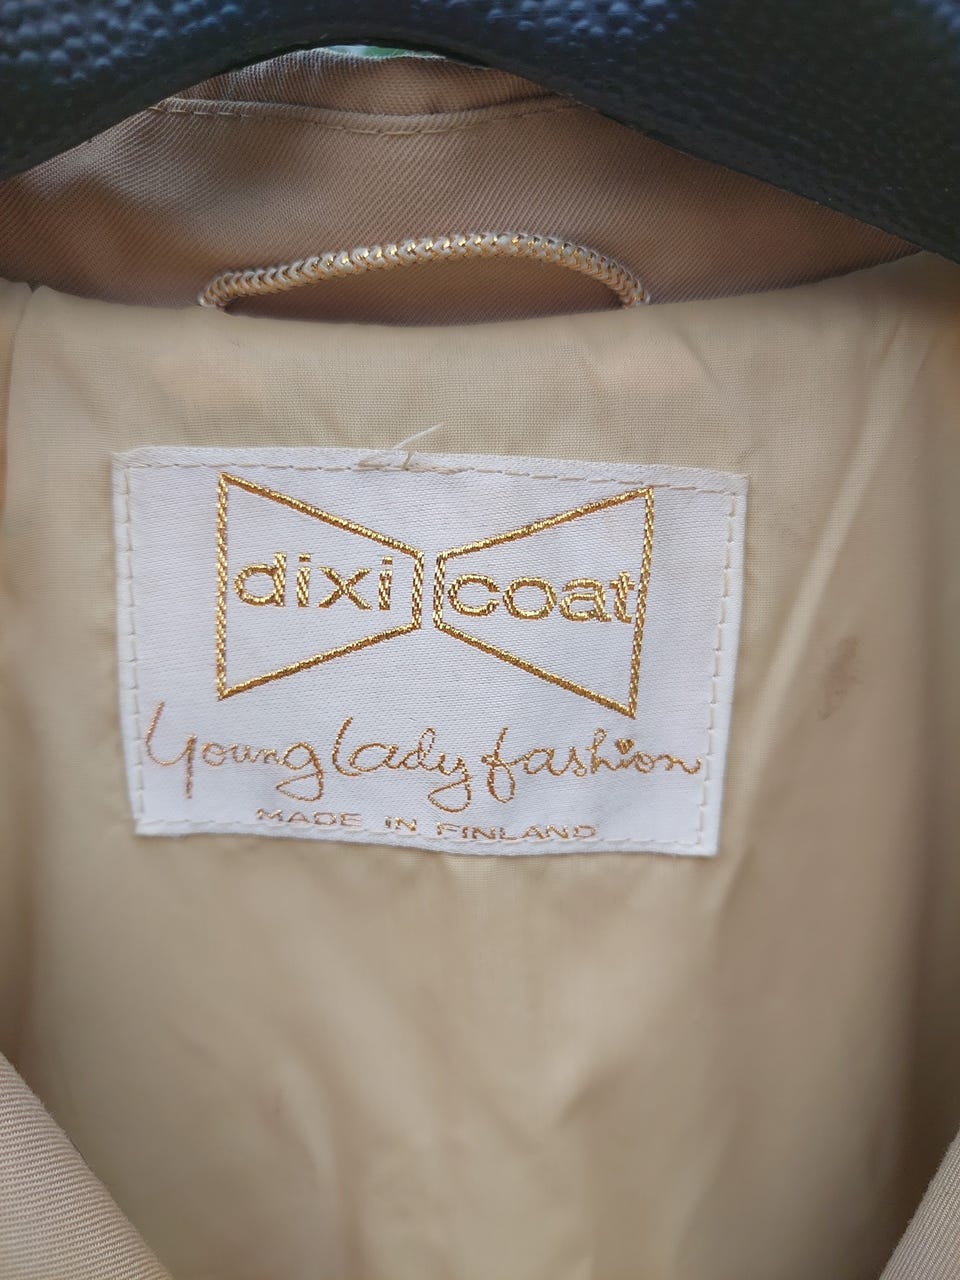 dixi coat
Young Lady fashion
MADE IN FINLAND